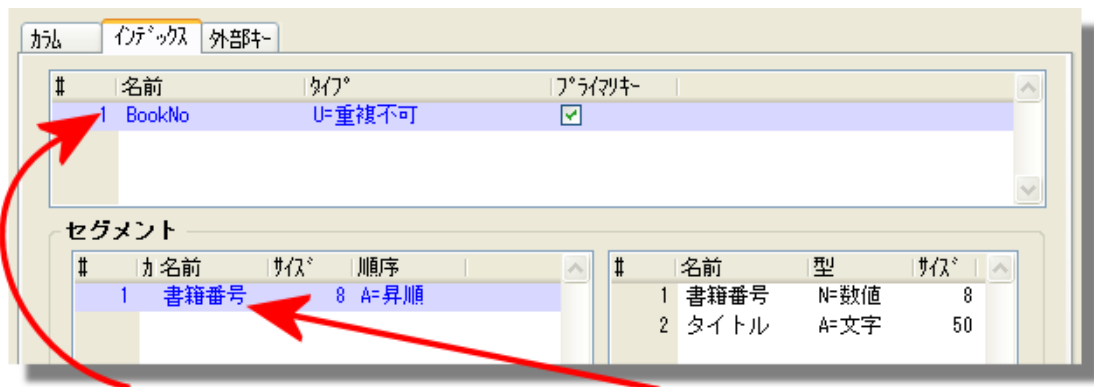 ｶﾗﾑ ｲﾝﾃﾞｯｸｽ 外部ｷｰ
# 名前 ﾀｲﾌﾟ ﾌﾟﾗｲﾏﾘｷｰ
1 BookNo U=重複不可
セグメント
# ｶ 名前 ｻｲｽﾞ 順序
1 書籍番号 8 A=昇順
# 名前 型 ｻｲｽﾞ
1 書籍番号 N=数値 8
2 タイトル A=文字 50